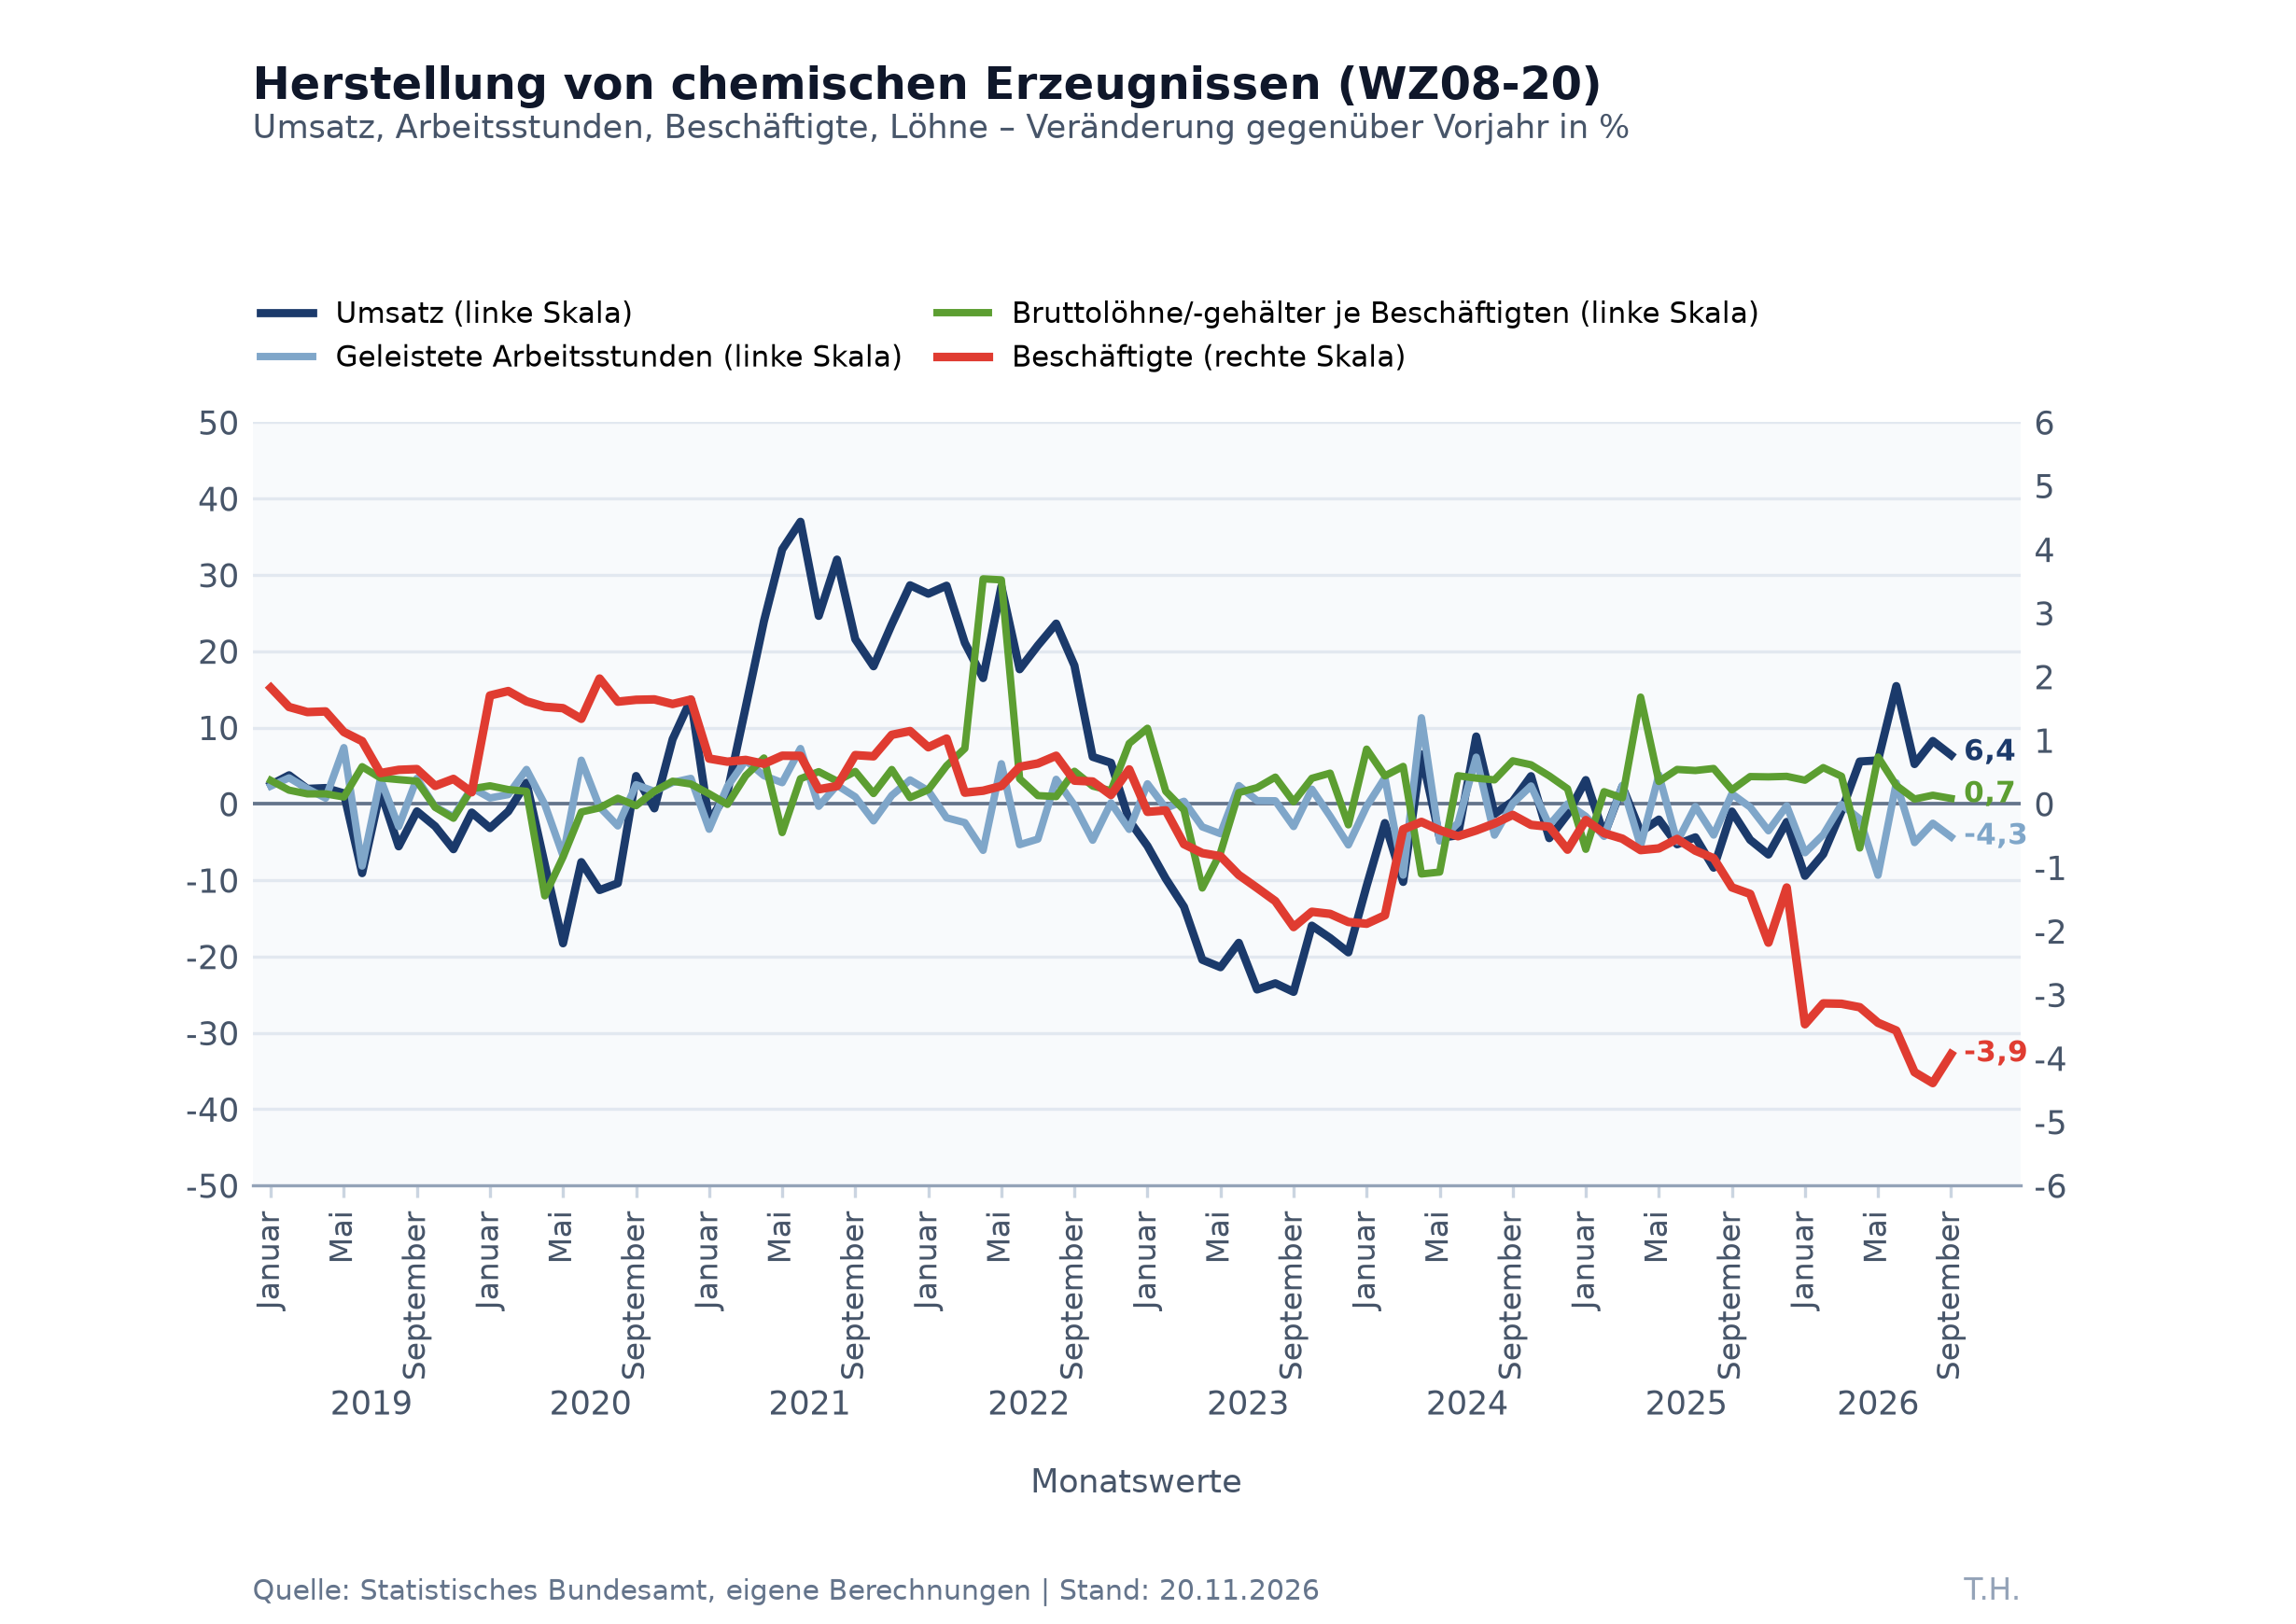 Herstellung von chemischen Erzeugnissen (WZ08-20)
Umsatz, Arbeitsstunden, Beschäftigte, Löhne – Veränderung gegenüber Vorjahr in %
Umsatz (linke Skala)
Geleistete Arbeitsstunden (linke Skala)
Bruttolöhne/-gehälter je Beschäftigten (linke Skala)
Beschäftigte (rechte Skala)
50
40
30
20
10
0
-10
-20
-30
-40
-50
6
5
4
3
2
1
0
-1
-2
-3
-4
-5
-6
6,4
0,7
-4,3
-3,9
Januar
Mai
September
Januar
Mai
September
Januar
Mai
September
Januar
Mai
September
Januar
Mai
September
Januar
Mai
September
Januar
Mai
September
Januar
Mai
September
2019
2020
2021
2022
2023
2024
2025
2026
Monatswerte
Quelle: Statistisches Bundesamt, eigene Berechnungen | Stand: 20.11.2026
T.H.